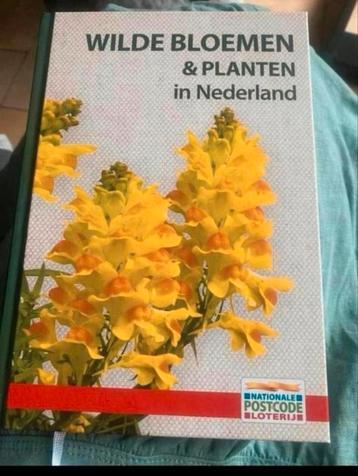 WILDE BLOEMEN
& PLANTEN
in Nederland
NATIONALE
POSTCODE
LOTERIJ